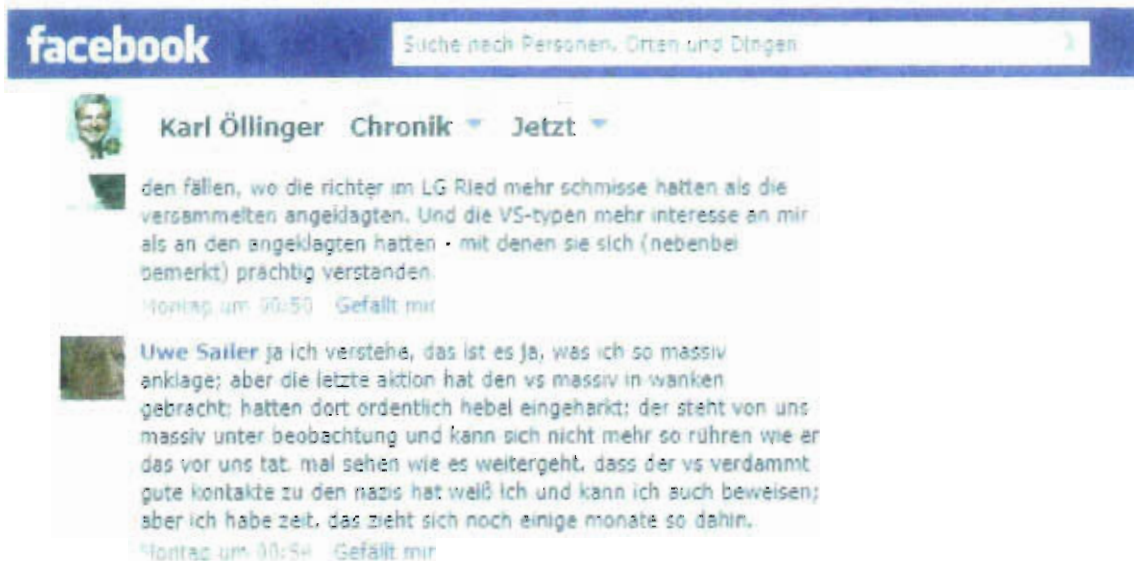 facebook
Suche nach Personen, Orten und Dingen
Karl Öllinger Chronik Jetzt
den fällen, wo die richter im LG Ried mehr schmisse hatten als die
versammelten angeklagten. Und die VS-typen mehr interesse an mir
als an den angeklagten hatten - mit denen sie sich (nebenbei
bemerkt) prächtig verstanden.
Montag um 00:50 Gefällt mir
Uwe Sailer ja ich verstehe, das ist es ja, was ich so massiv
anklage; aber die letzte aktion hat den vs massiv in wanken
gebracht; hatten dort ordentlich hebel eingeharkt; der steht von uns
massiv unter beobachtung und kann sich nicht mehr so rühren wie er
das vor uns tat. mal sehen wie es weitergeht. dass der vs verdammt
gute kontakte zu den nazis hat weiß ich und kann ich auch beweisen;
aber ich habe zeit. das zieht sich noch einige monate so dahin.
Montag um Gefällt mir